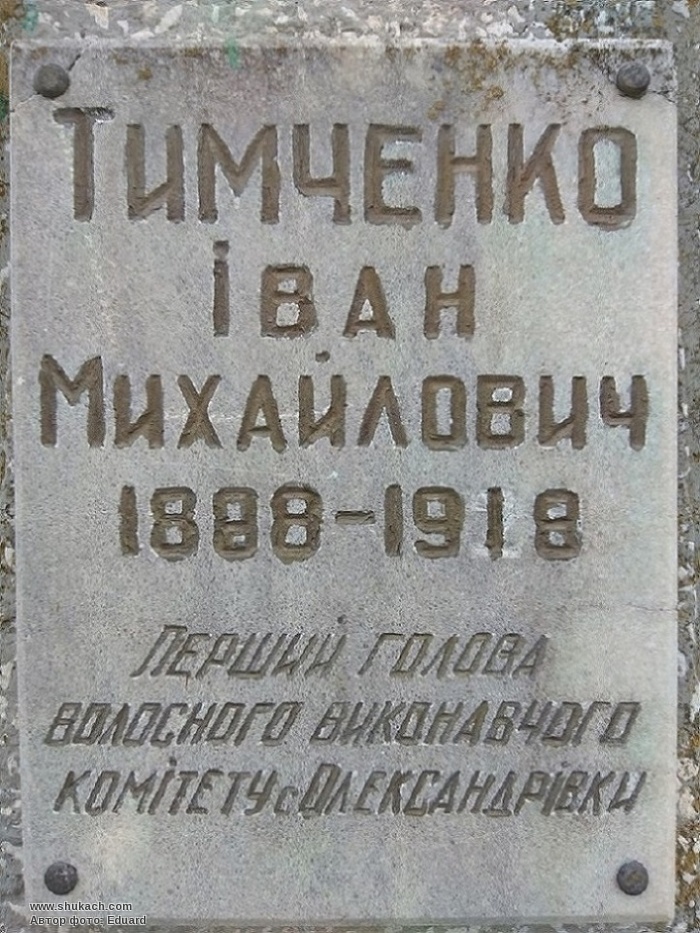 Тимченко
Іван
Михайлович
1888-1918
Перший голова
волосного виконавчого
комітету с. Олександрівки
www.shukach.com
Автор фото: Eduard